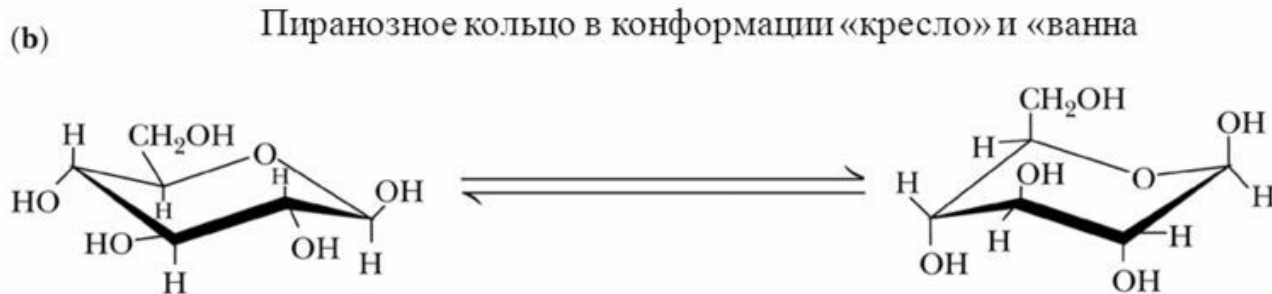 Пиранозное кольцо в конформации «кресло» и «ванна
(b)
H
CH₂OH
O
H
HO
H
OH
HO
OH
H
H
CH₂OH
OH
H
OH
O
H
H
H
H
OH
OH